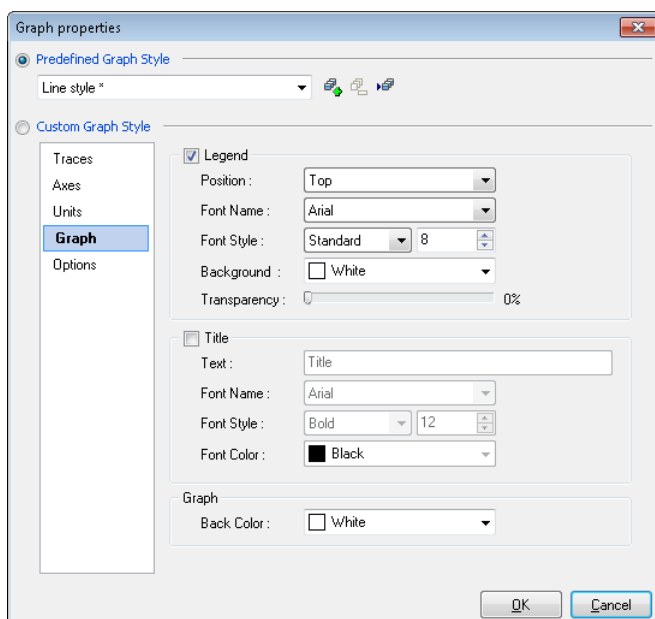 Graph properties
Predefined Graph Style
Line style *
Custom Graph Style
Traces
Axes
Units
Graph
Options
Legend
Position : Top
Font Name : Arial
Font Style : Standard 8
Background : White
Transparency : 0%
Title
Text : Title
Font Name : Arial
Font Style : Bold 12
Font Color : Black
Graph
Back Color : White
OK Cancel